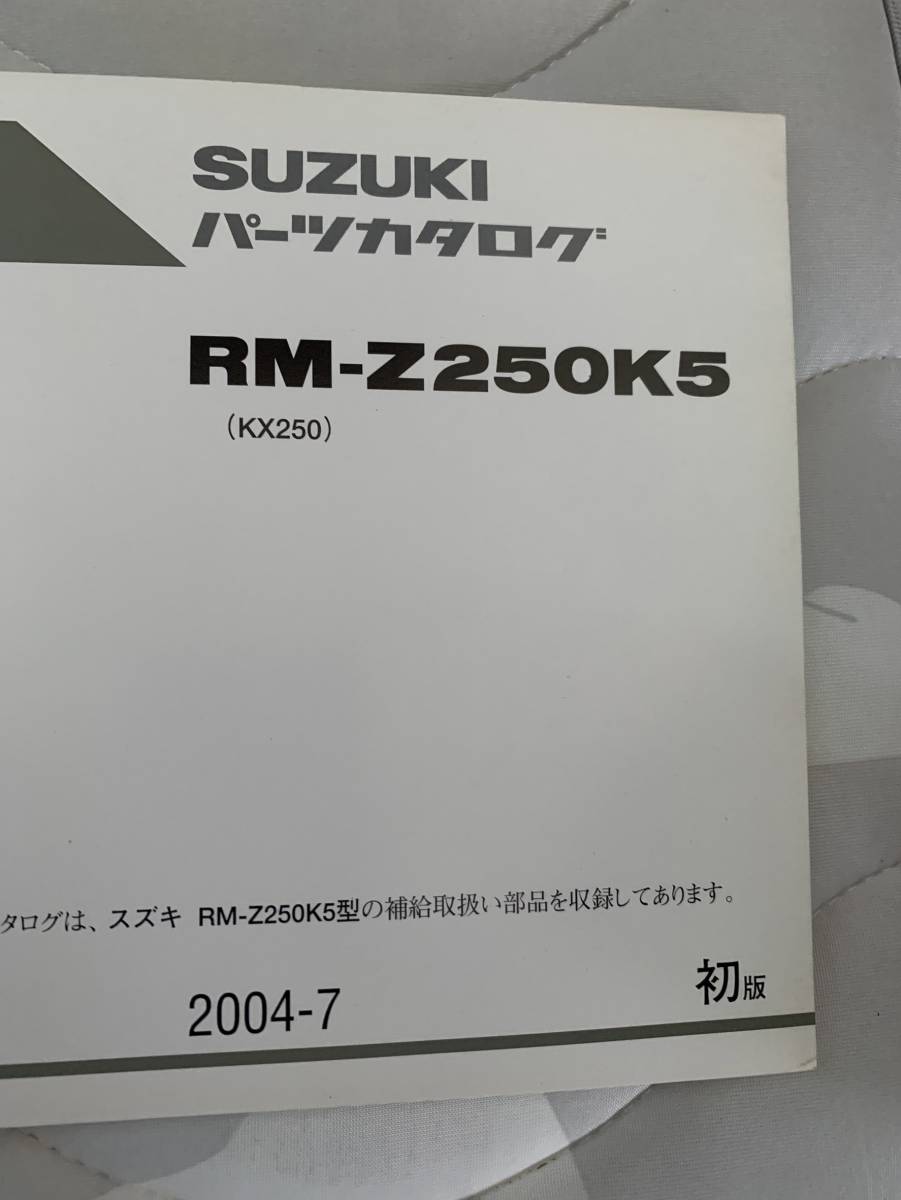 SUZUKI
パーツカタログ
RM-Z250K5
(KX250)
タログは、スズキ RM-Z250K5型の補給取扱い部品を収録してあります。
2004-7
初版